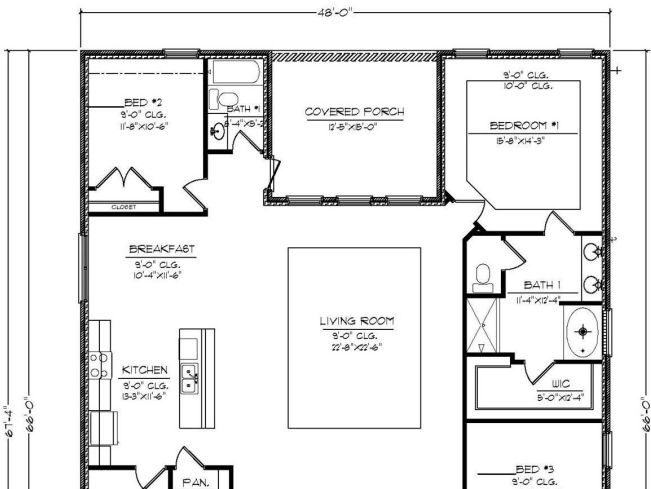 48'-0"
BED #2
9'-0" CLG.
11'-8"X10'-6"
CLOSET
BATH #1
COVERED PORCH
12'-5"X15'-0"
9'-0" CLG.
10'-0" CLG.
BEDROOM #1
15'-8"X14'-3"
BREAKFAST
9'-0" CLG.
10'-4"X11'-6"
LIVING ROOM
9'-0" CLG.
22'-8"X22'-6"
BATH 1
11'-4"X12'-4"
KITCHEN
9'-0" CLG.
13-3"X11'-6"
WIC
5'-0"X12'-4"
67'-4"
66'-0"
66'-0"
PAN.
BED #3
9'-0" CLG.